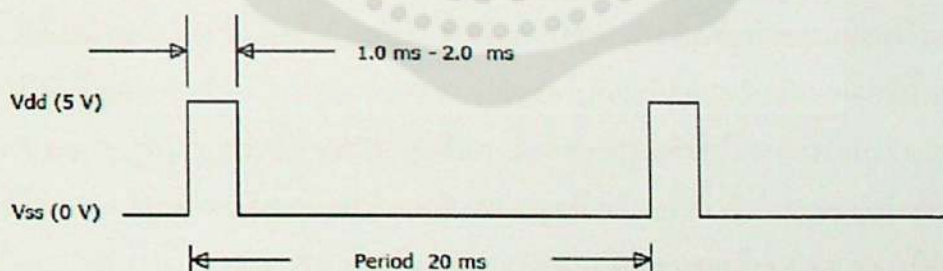 1.0 ms - 2.0 ms
Vdd (5 V)
Vss (0 V)
Period 20 ms